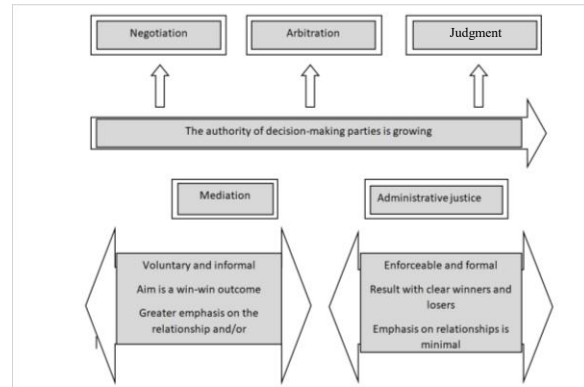 Negotiation
Arbitration
Judgment
The authority of decision-making parties is growing
Mediation
Administrative justice
Voluntary and informal
Aim is a win-win outcome
Greater emphasis on the
relationship and/or
Enforceable and formal
Result with clear winners and
losers
Emphasis on relationships is
minimal